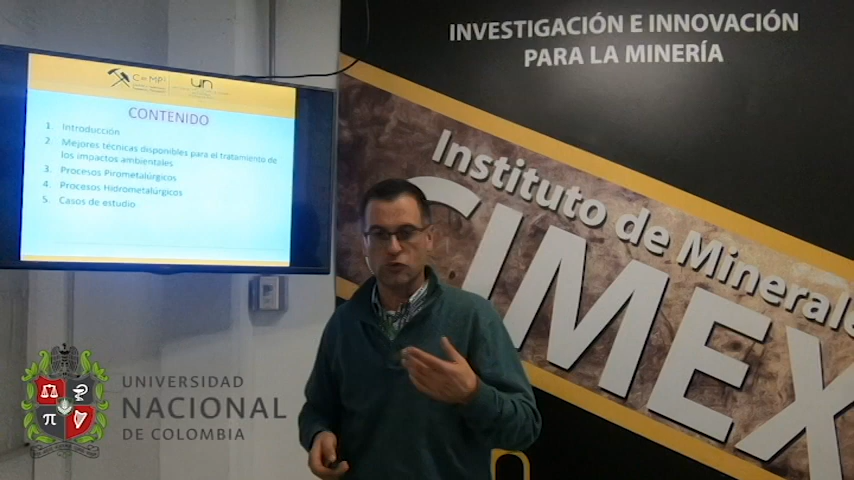 INVESTIGACIÓN E INNOVACIÓN
PARA LA MINERÍA
CONTENIDO
1. Introducción
2. Mejores técnicas disponibles para el tratamiento de
los impactos ambientales
3. Procesos Pirometalúrgicos
4. Procesos Hidrometalúrgicos
5. Casos de estudio
Instituto de Minerales
CIMEX
UNIVERSIDAD
NACIONAL
DE COLOMBIA